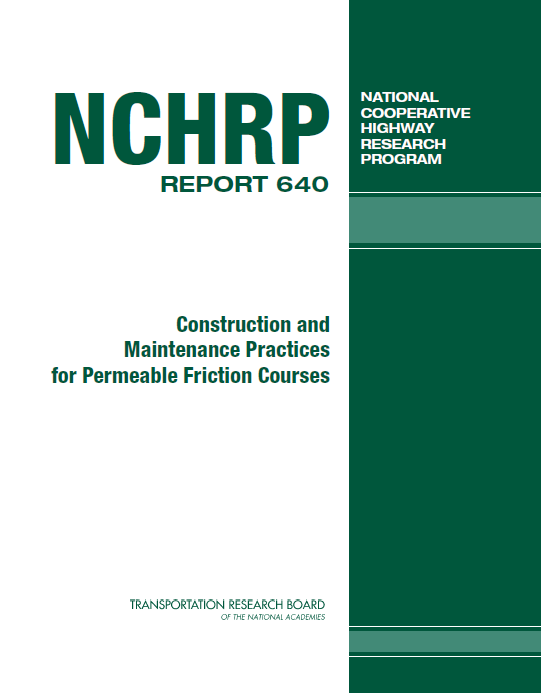 NCHRP
REPORT 640
NATIONAL
COOPERATIVE
HIGHWAY
RESEARCH
PROGRAM
Construction and
Maintenance Practices
for Permeable Friction Courses
TRANSPORTATION RESEARCH BOARD
OF THE NATIONAL ACADEMIES